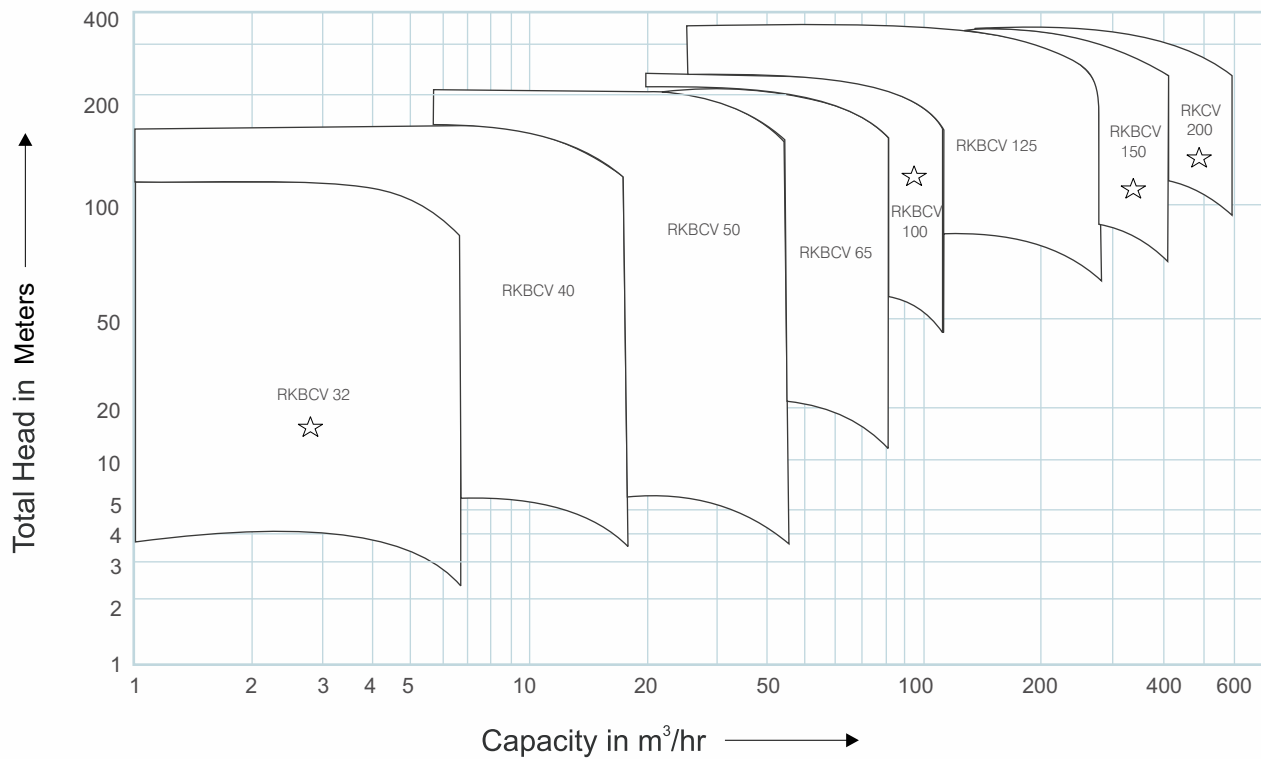 400
200
100
50
20
10
5
4
3
2
1
Total Head in Meters
RKBCV 32
RKBCV 40
RKBCV 50
RKBCV 65
RKBCV
100
RKBCV 125
RKBCV
150
RKCV
200
1 2 3 4 5 10 20 50 100 200 400 600
Capacity in m³/hr